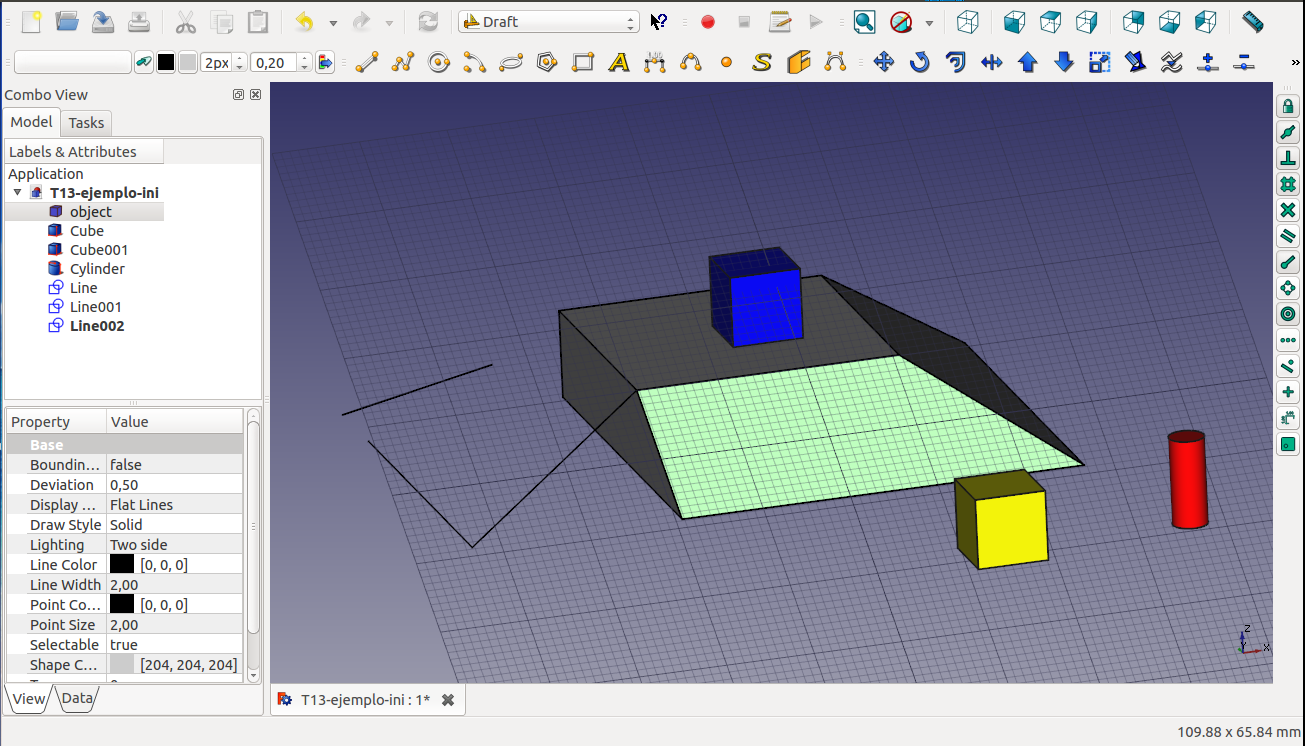 Draft
2px
0,20
»
Combo View
Model
Tasks
Labels & Attributes
Application
T13-ejemplo-ini
object
Cube
Cube001
Cylinder
Line
Line001
Line002
Property Value
Base
Boundin... false
Deviation 0,50
Display ... Flat Lines
Draw Style Solid
Lighting Two side
Line Color [0, 0, 0]
Line Width 2,00
Point Co... [0, 0, 0]
Point Size 2,00
Selectable true
Shape C... [204, 204, 204]
View
Data
Z
Y
X
T13-ejemplo-ini : 1*
109.88 x 65.84 mm